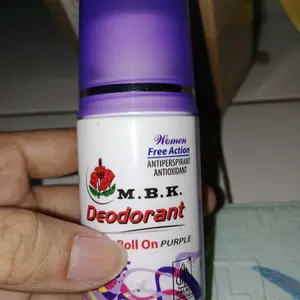 Women
Free Action
ANTIPERSPIRANT
ANTIOXIDANT
M.B.K.
Deodorant
Roll On PURPLE